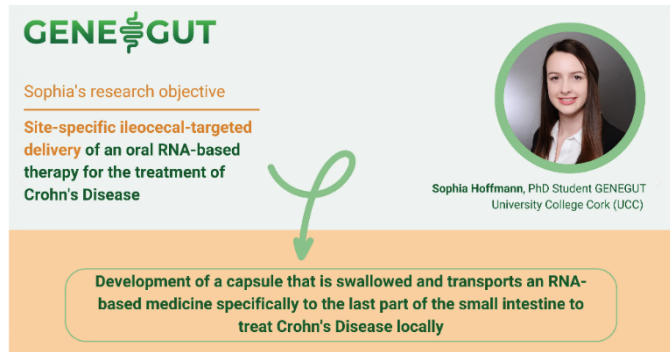 GENEGUT
Sophia's research objective
Site-specific ileocecal-targeted
delivery of an oral RNA-based
therapy for the treatment of
Crohn's Disease
Sophia Hoffmann, PhD Student GENEGUT
University College Cork (UCC)
Development of a capsule that is swallowed and transports an RNA-
based medicine specifically to the last part of the small intestine to
treat Crohn's Disease locally